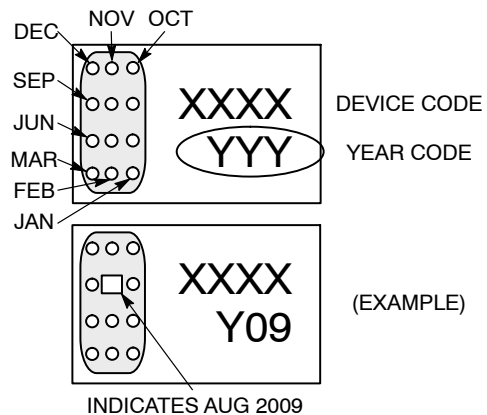 DEC
NOV
OCT
SEP
JUN
MAR
FEB
JAN
XXXX
DEVICE CODE
YYY
YEAR CODE
XXXX
Y09
(EXAMPLE)
INDICATES AUG 2009